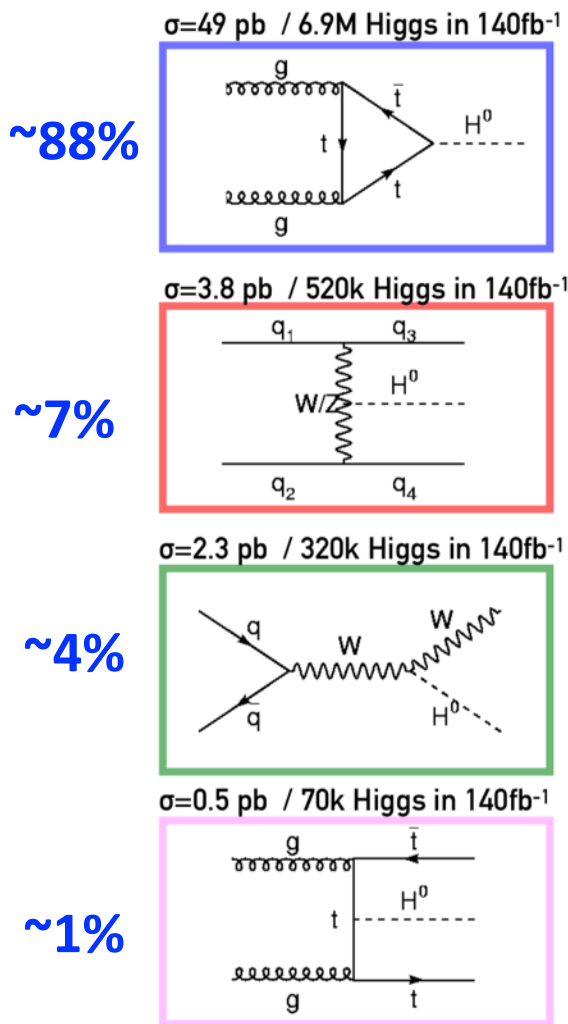 σ=49 pb / 6.9M Higgs in 140fb⁻¹
~88%
g
t̄
t
H⁰
t
g
σ=3.8 pb / 520k Higgs in 140fb⁻¹
~7%
q₁ q₃
W/Z
H⁰
q₂ q₄
σ=2.3 pb / 320k Higgs in 140fb⁻¹
~4%
q
W
W
q̄
H⁰
σ=0.5 pb / 70k Higgs in 140fb⁻¹
~1%
g t̄
t
H⁰
g t